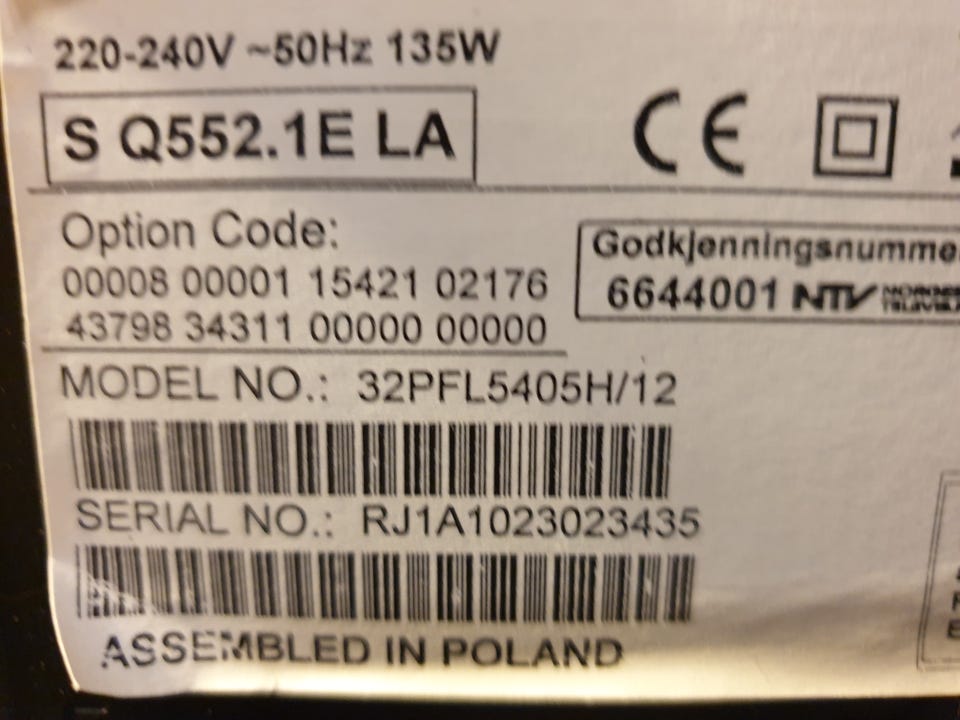 220-240V ~50Hz 135W
S Q552.1E LA
CE
Option Code:
00008 00001 15421 02176
43798 34311 00000 00000
Godkjenningsnumme
6644001 NTV
MODEL NO.: 32PFL5405H/12
SERIAL NO.: RJ1A1023023435
ASSEMBLED IN POLAND